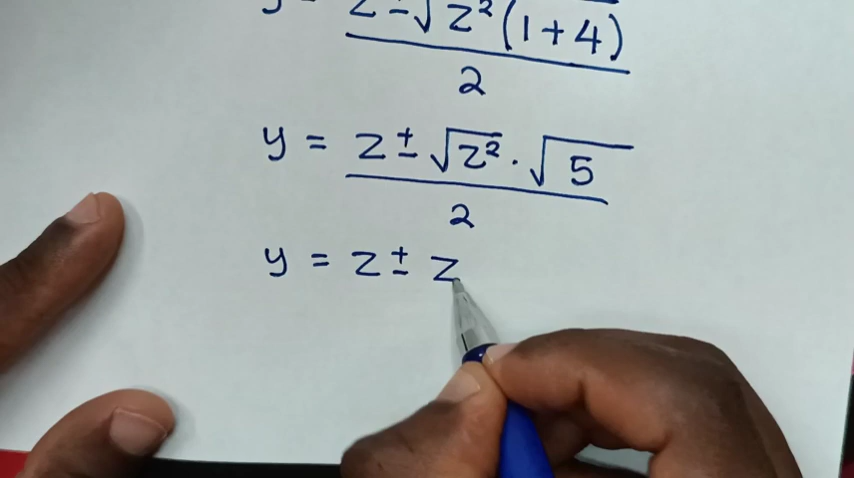 y = z ± √z²(1+4)
2
y = z ± √z² · √5
2
y = z ± z